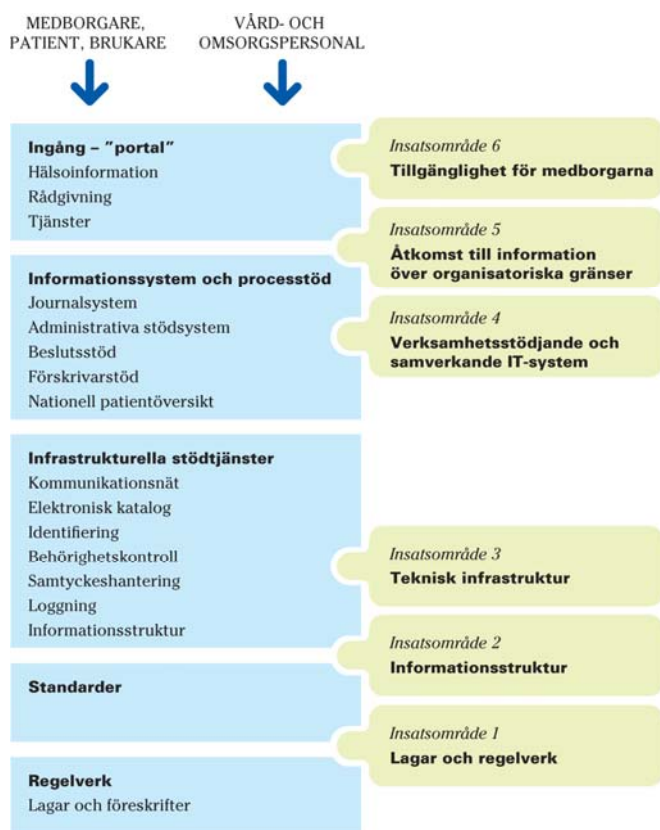 MEDBORGARE,
PATIENT, BRUKARE
VÅRD- OCH
OMSORGSPERSONAL
Ingång – ”portal”
Hälsoinformation
Rådgivning
Tjänster
Insatsområde 6
Tillgänglighet för medborgarna
Insatsområde 5
Åtkomst till information
över organisatoriska gränser
Informationssystem och processtöd
Journalsystem
Administrativa stödsystem
Beslutsstöd
Förskrivarstöd
Nationell patientöversikt
Insatsområde 4
Verksamhetsstödjande och
samverkande IT-system
Infrastrukturella stödtjänster
Kommunikationsnät
Elektronisk katalog
Identifiering
Behörighetskontroll
Samtyckeshantering
Loggning
Informationsstruktur
Insatsområde 3
Teknisk infrastruktur
Insatsområde 2
Informationsstruktur
Standarder
Insatsområde 1
Lagar och regelverk
Regelverk
Lagar och föreskrifter